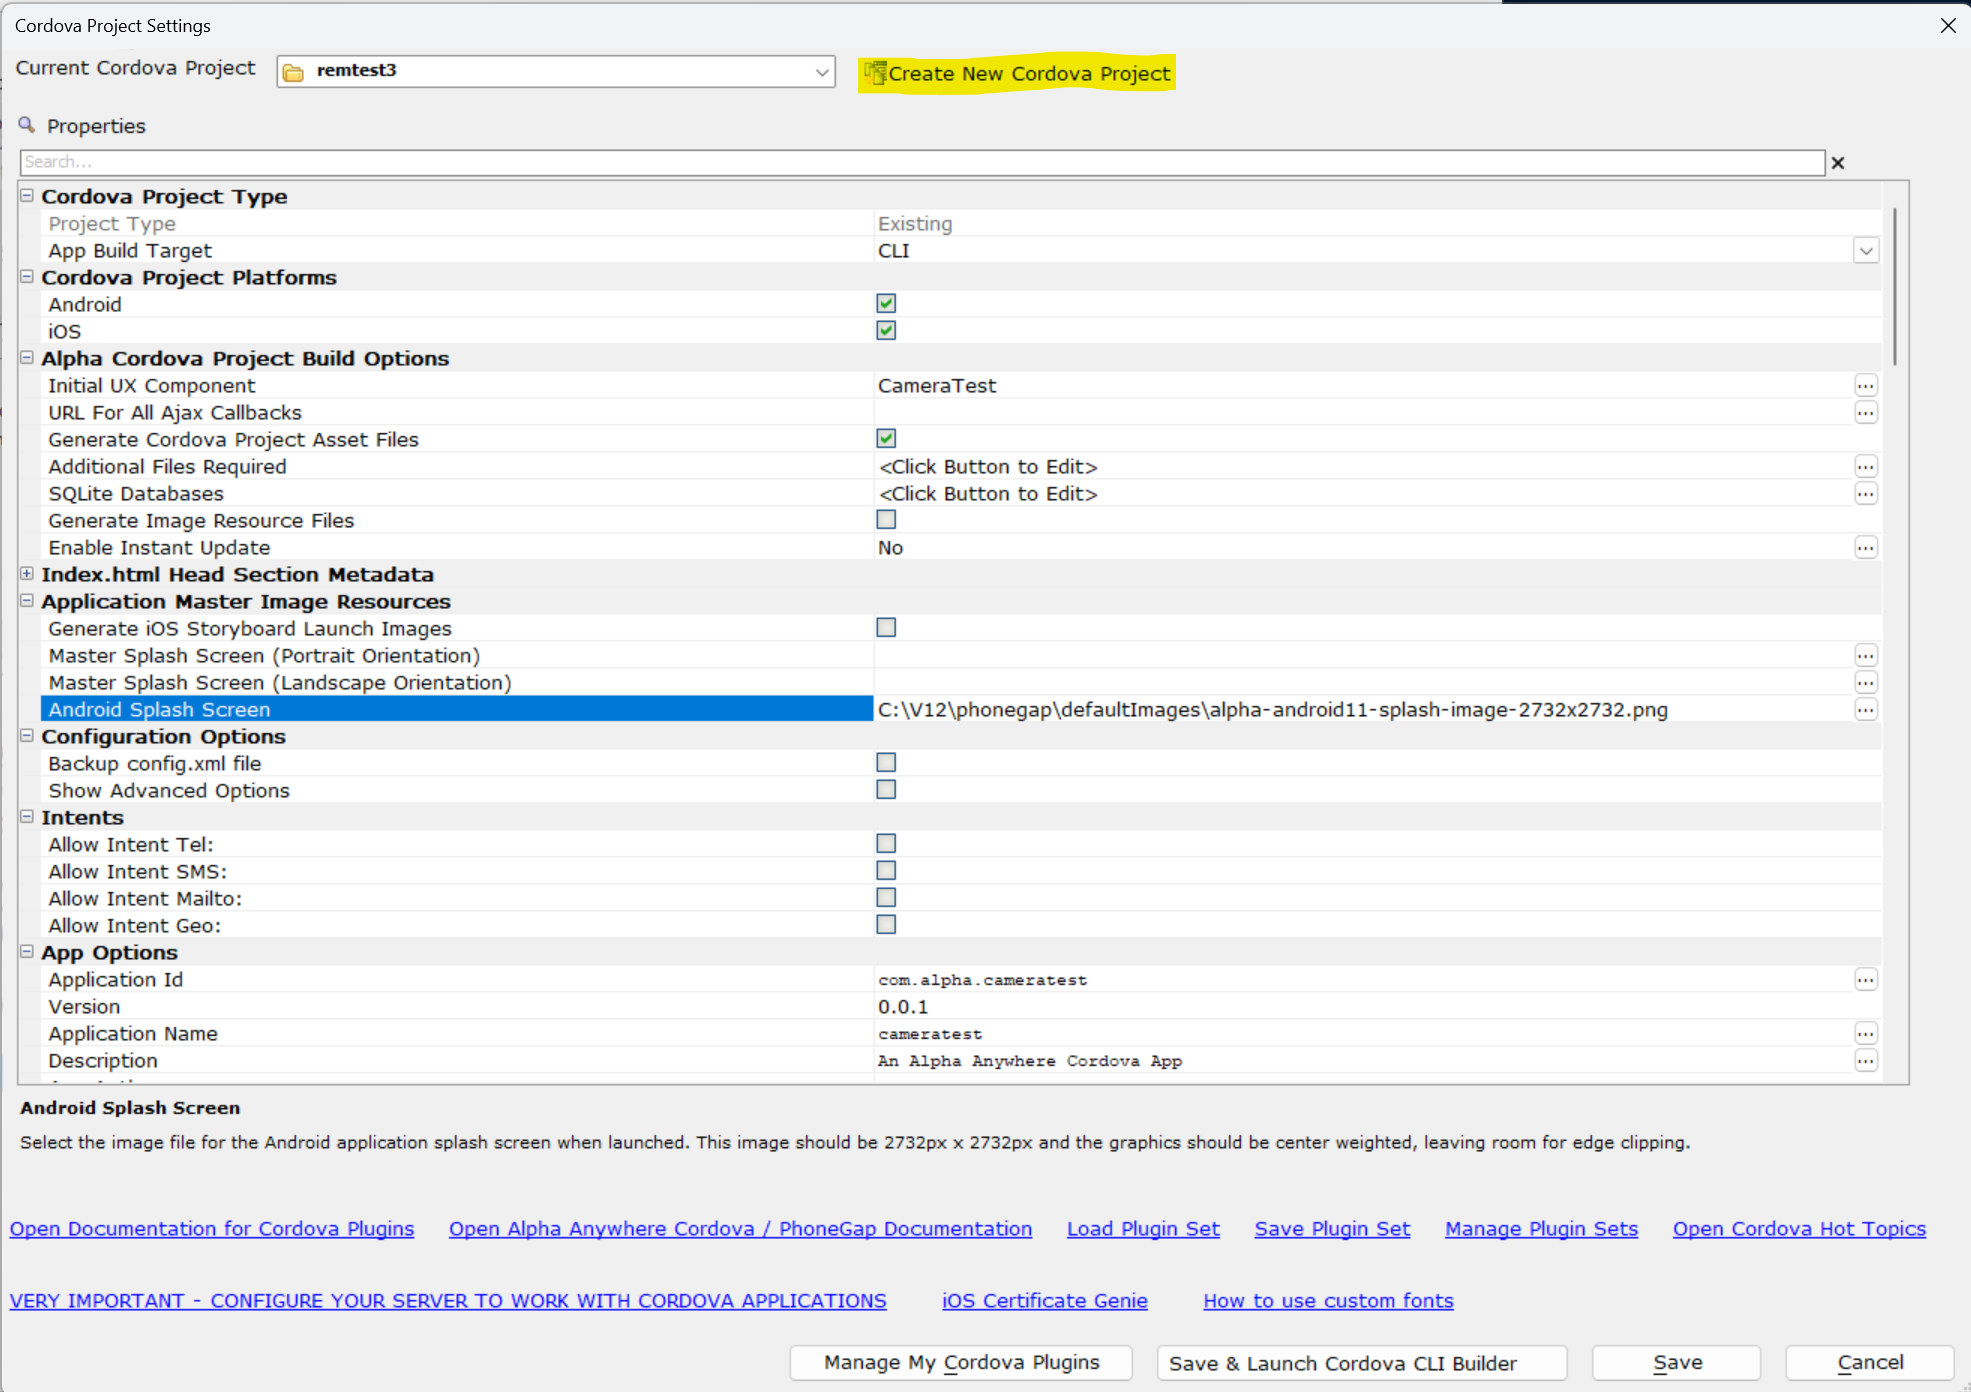 Cordova Project Settings
Current Cordova Project remtest3 Create New Cordova Project
Properties
Search...
Cordova Project Type
Project Type Existing
App Build Target CLI
Cordova Project Platforms
Android
iOS
Alpha Cordova Project Build Options
Initial UX Component CameraTest
URL For All Ajax Callbacks
Generate Cordova Project Asset Files
Additional Files Required <Click Button to Edit>
SQLite Databases <Click Button to Edit>
Generate Image Resource Files
Enable Instant Update No
Index.html Head Section Metadata
Application Master Image Resources
Generate iOS Storyboard Launch Images
Master Splash Screen (Portrait Orientation)
Master Splash Screen (Landscape Orientation)
Android Splash Screen C:\V12\phonegap\defaultImages\alpha-android11-splash-image-2732x2732.png
Configuration Options
Backup config.xml file
Show Advanced Options
Intents
Allow Intent Tel:
Allow Intent SMS:
Allow Intent Mailto:
Allow Intent Geo:
App Options
Application Id com.alpha.cameratest
Version 0.0.1
Application Name cameratest
Description An Alpha Anywhere Cordova App
Android Splash Screen
Select the image file for the Android application splash screen when launched. This image should be 2732px x 2732px and the graphics should be center weighted, leaving room for edge clipping.
Open Documentation for Cordova Plugins Open Alpha Anywhere Cordova / PhoneGap Documentation Load Plugin Set Save Plugin Set Manage Plugin Sets Open Cordova Hot Topics
VERY IMPORTANT - CONFIGURE YOUR SERVER TO WORK WITH CORDOVA APPLICATIONS iOS Certificate Genie How to use custom fonts
Manage My Cordova Plugins Save & Launch Cordova CLI Builder Save Cancel